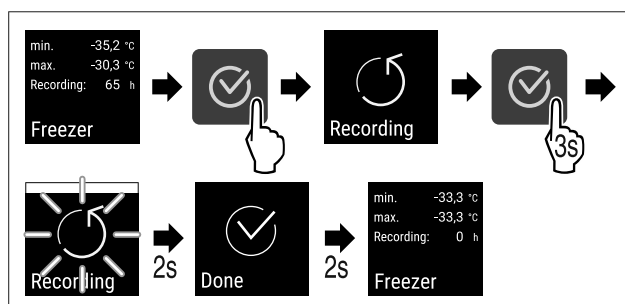 min. -35,2 °C
max. -30,3 °C
Recording: 65 h
Freezer
Recording
3s
Recording
2s
Done
2s
min. -33,3 °C
max. -33,3 °C
Recording: 0 h
Freezer